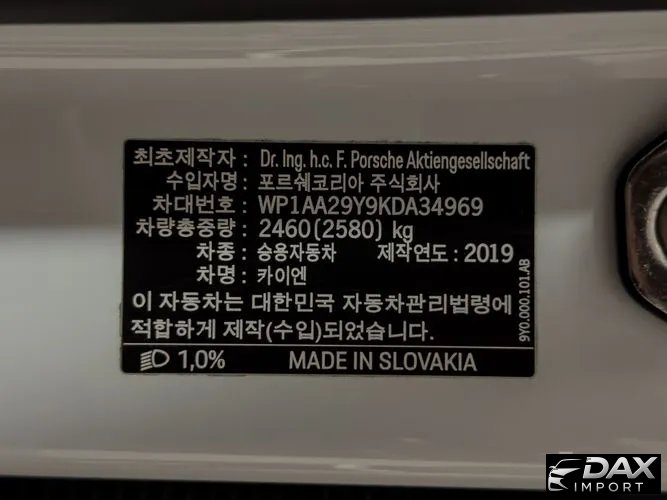 최초제작자 : Dr. Ing. h.c. F. Porsche Aktiengesellschaft
수입자명 : 포르쉐코리아 주식회사
차대번호 : WP1AA29Y9KDA34969
차량총중량 : 2460(2580) kg
차종 : 승용자동차 제작연도 : 2019
차명 : 카이엔
이 자동차는 대한민국 자동차관리법령에
적합하게 제작(수입)되었습니다.
1,0% MADE IN SLOVAKIA
9Y0.000.101.AB
DAX
IMPORT